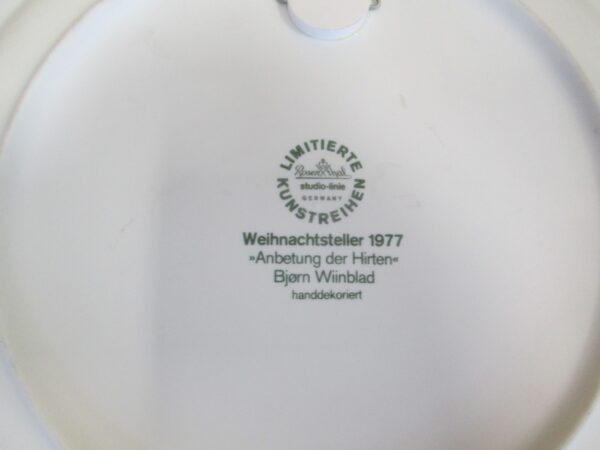 LIMITIERTE
Rosenthal
studio-linie
GERMANY
KUNSTREIHEN
Weihnachtsteller 1977
»Anbetung der Hirten«
Bjørn Wiinblad
handdekoriert